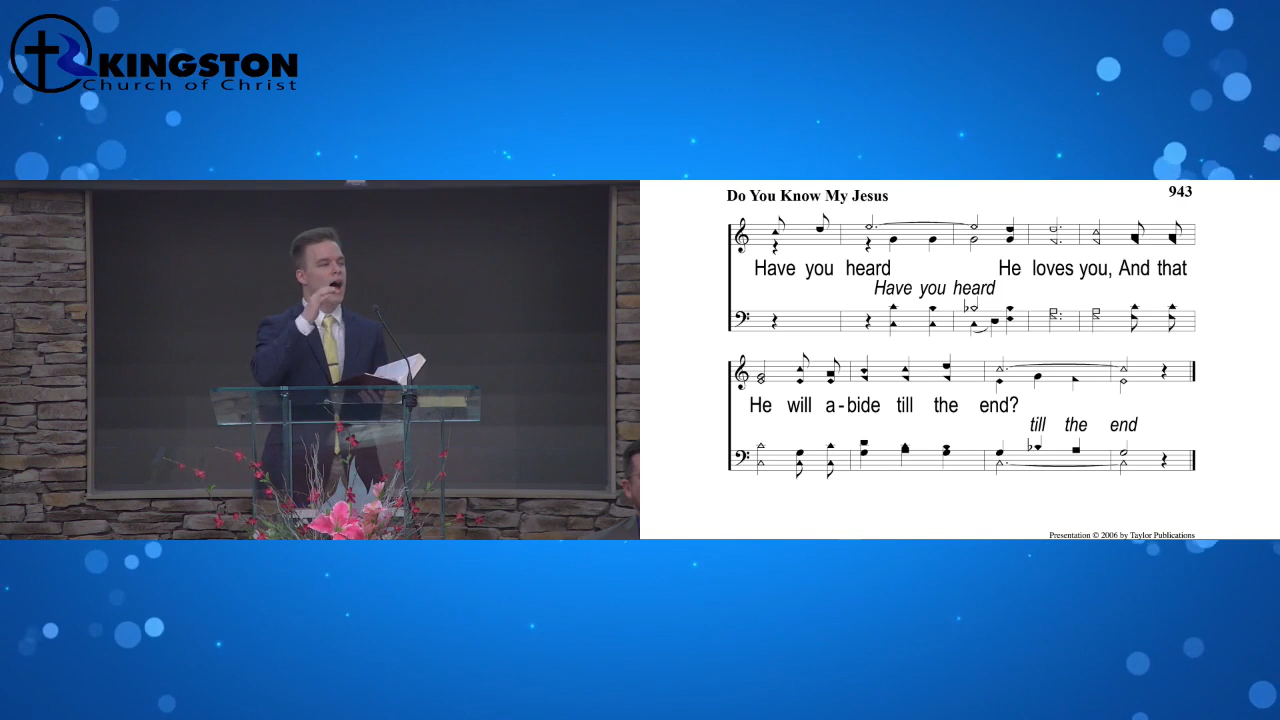 KINGSTON
Church of Christ
Do You Know My Jesus
943
Have you heard He loves you, And that
Have you heard
He will a-bide till the end?
till the end
Presentation © 2006 by Taylor Publications